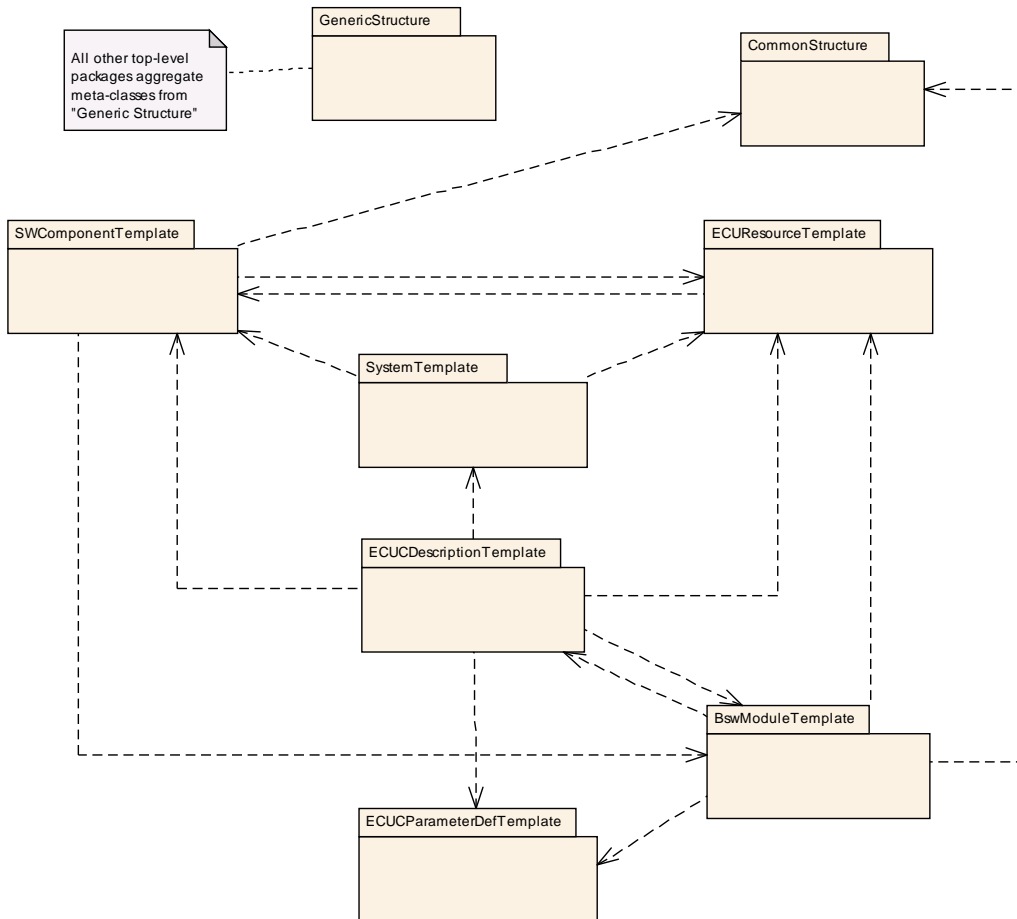 GenericStructure
All other top-level
packages aggregate
meta-classes from
"Generic Structure"
CommonStructure
SWComponentTemplate
ECUResourceTemplate
SystemTemplate
ECUCDescriptionTemplate
BswModuleTemplate
ECUCParameterDefTemplate